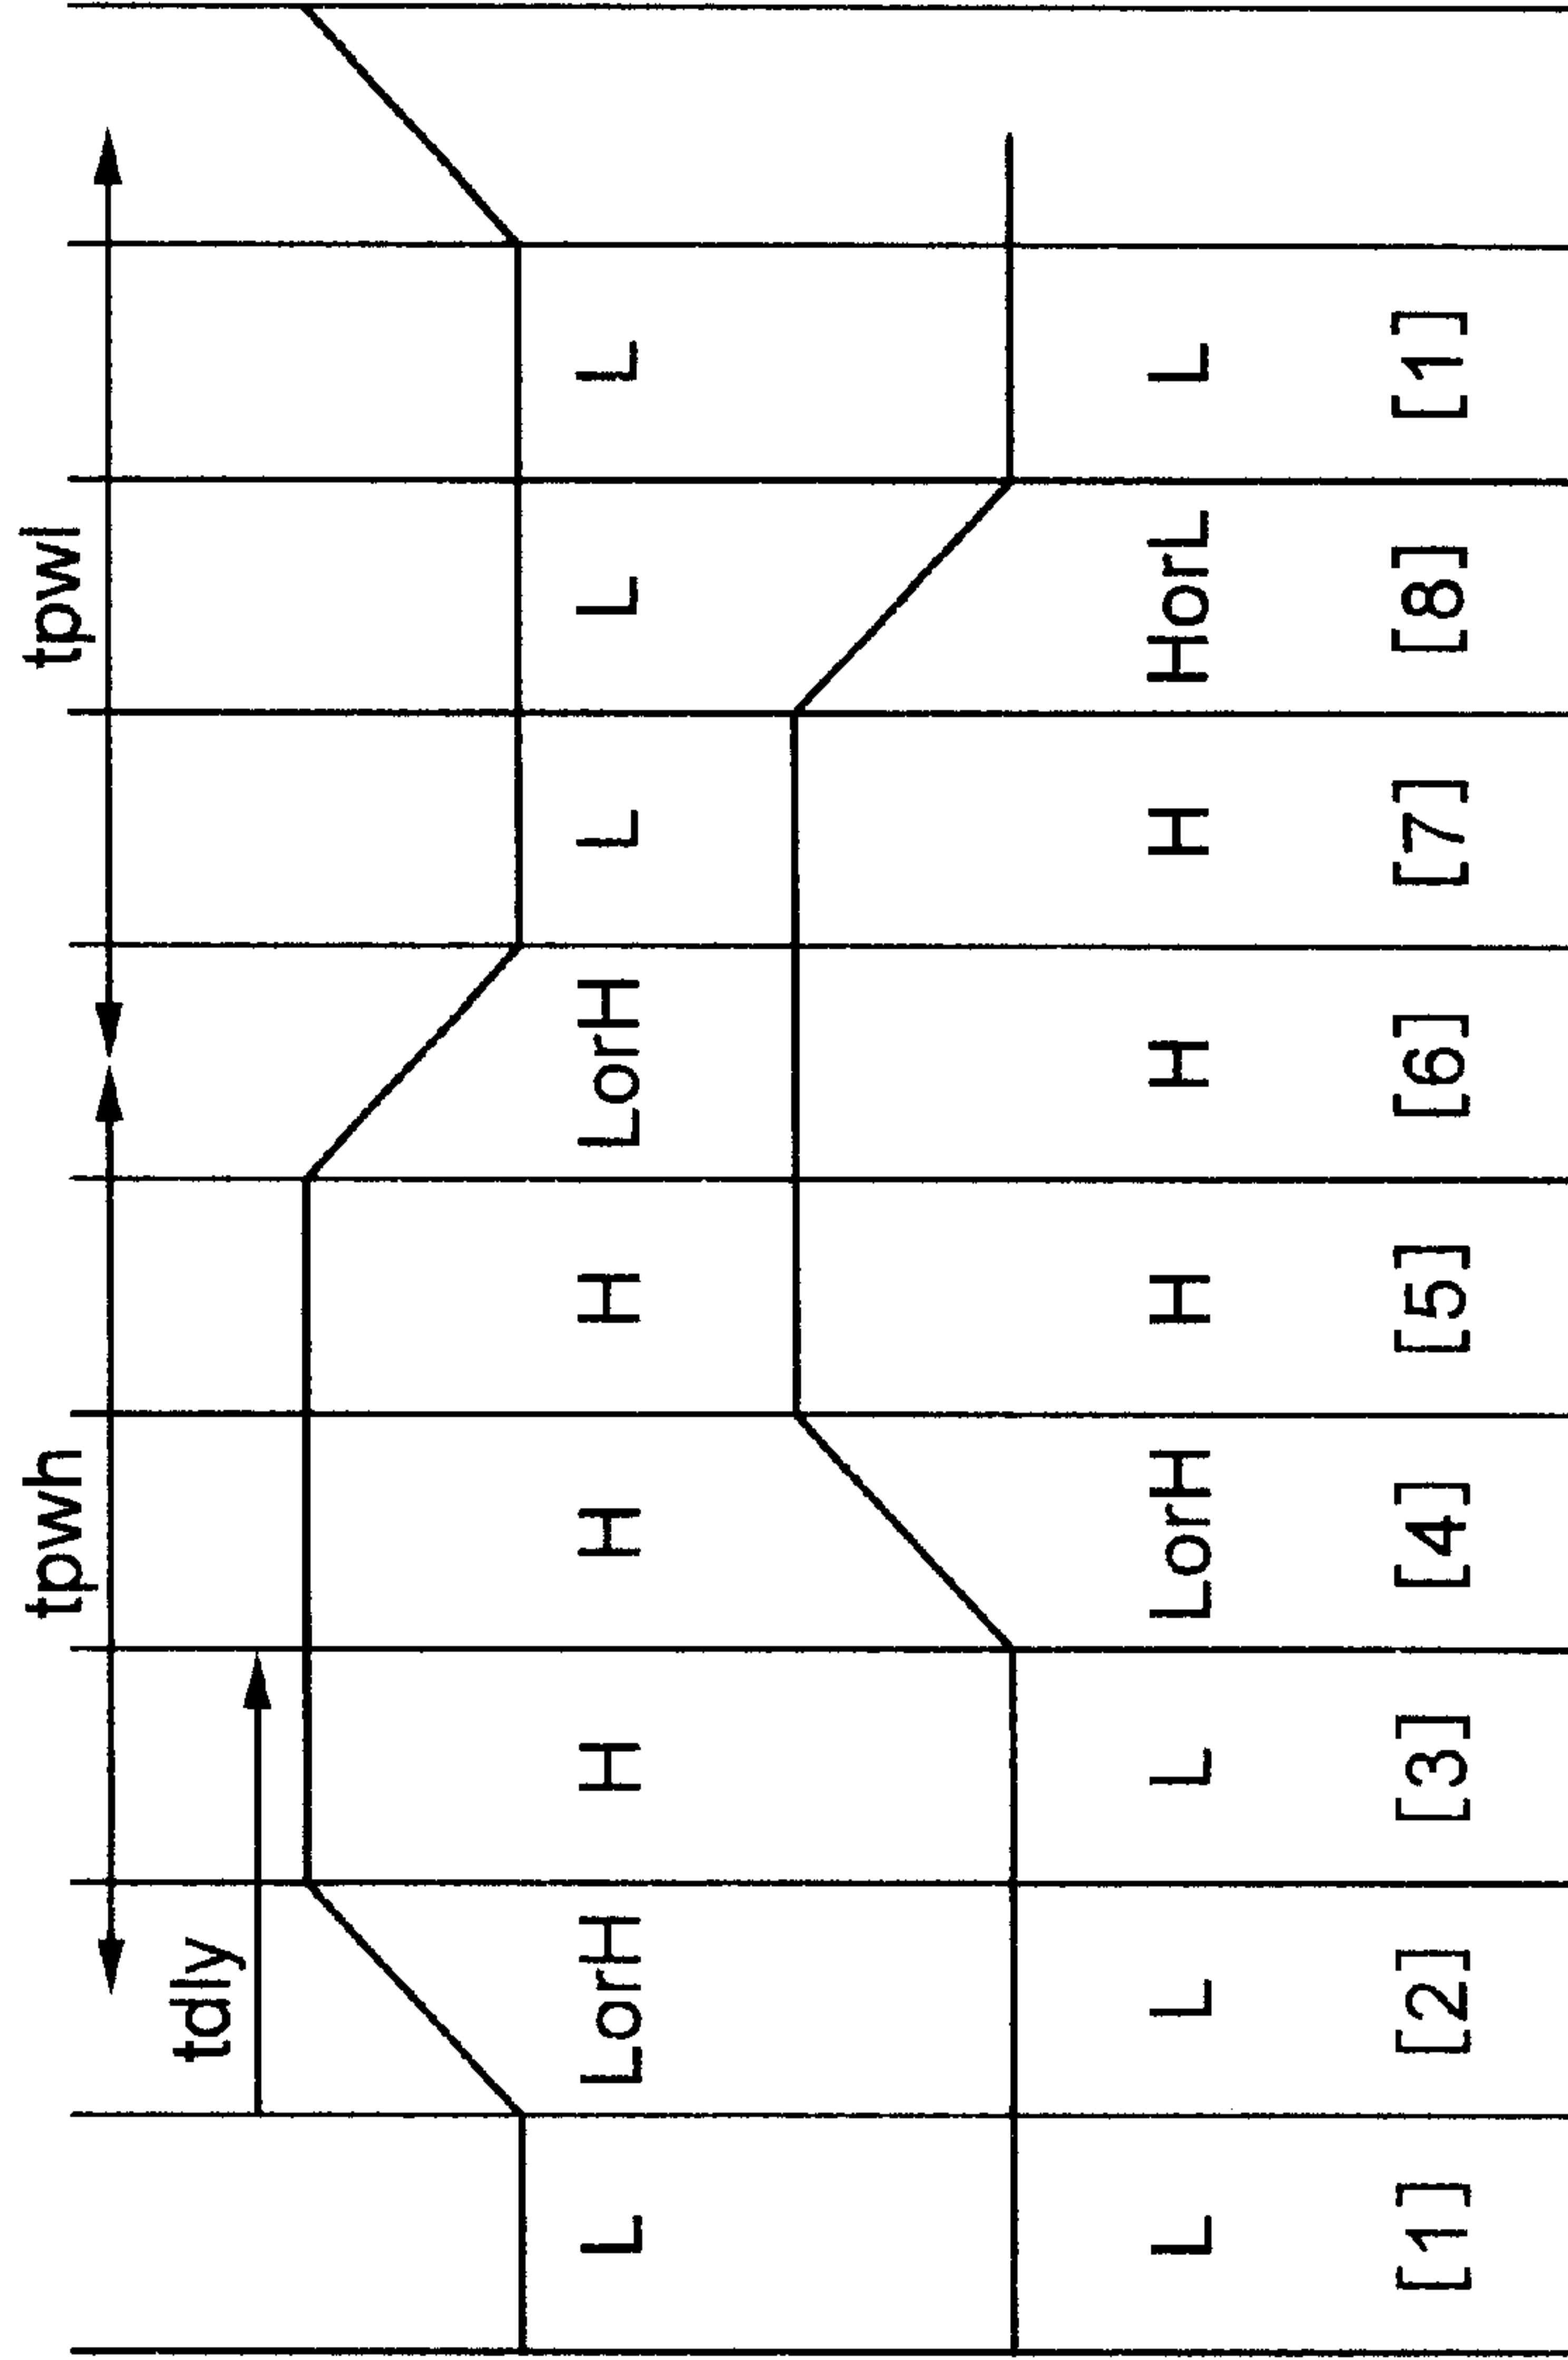 tpwh tpwl
tdly
L LorH H H H LorH L L L
L L L LorH H H H HorL L
[1] [2] [3] [4] [5] [6] [7] [8] [1]